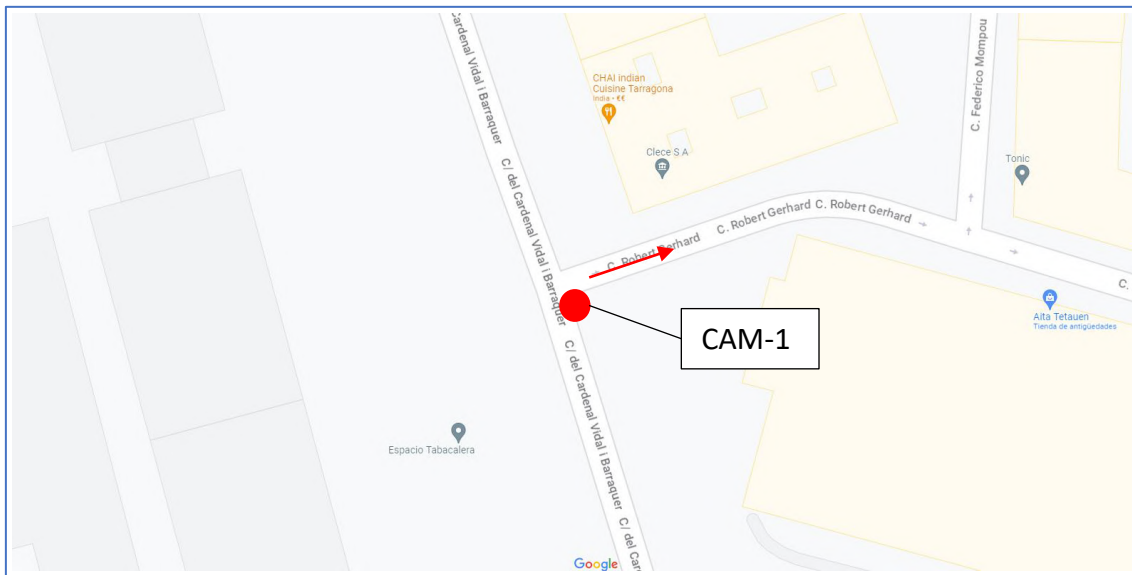 Cardenal Vidal i Barraquer
C/ del Cardenal Vidal i Barraquer
C/ del Cardenal Vidal i Barraquer
C/ del Car
CHAI indian
Cuisine Tarragona
India • €€
Clece S A
C. Federico Mompou
Tonic
C. Robert Gerhard
C. Robert Gerhard
C. Robert Gerhard
C.
Alta Tetauen
Tienda de antigüedades
CAM-1
Espacio Tabacalera
Google